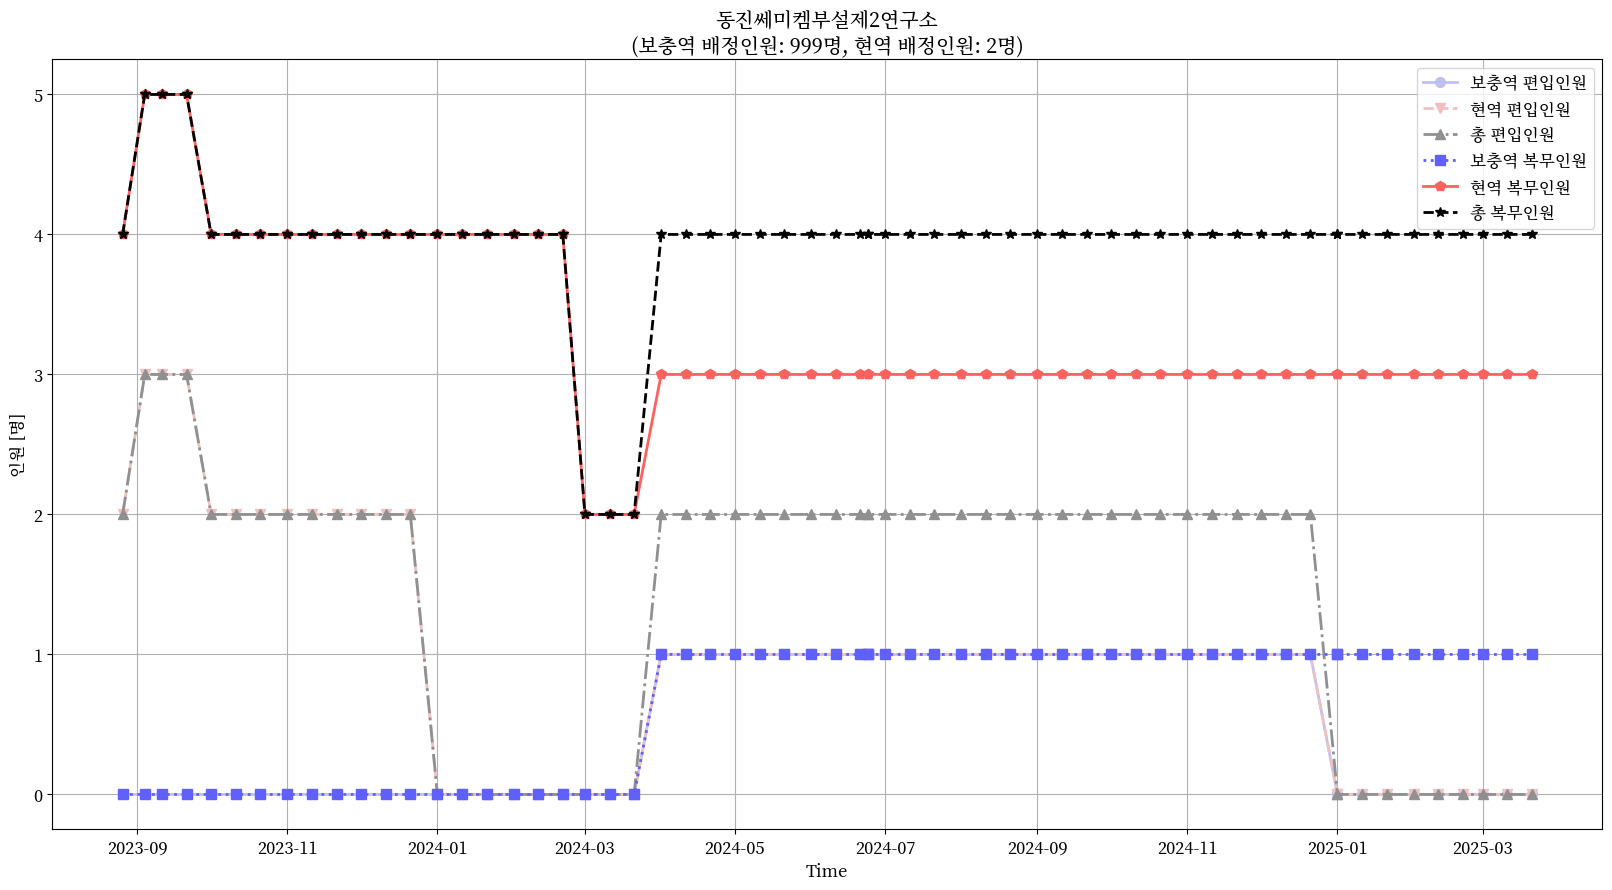 동진쎄미켐부설제2연구소
(보충역 배정인원: 999명, 현역 배정인원: 2명)
보충역 편입인원
현역 편입인원
총 편입인원
보충역 복무인원
현역 복무인원
총 복무인원
인원 [명]
5
4
3
2
1
0
2023-09
2023-11
2024-01
2024-03
2024-05
2024-07
2024-09
2024-11
2025-01
2025-03
Time